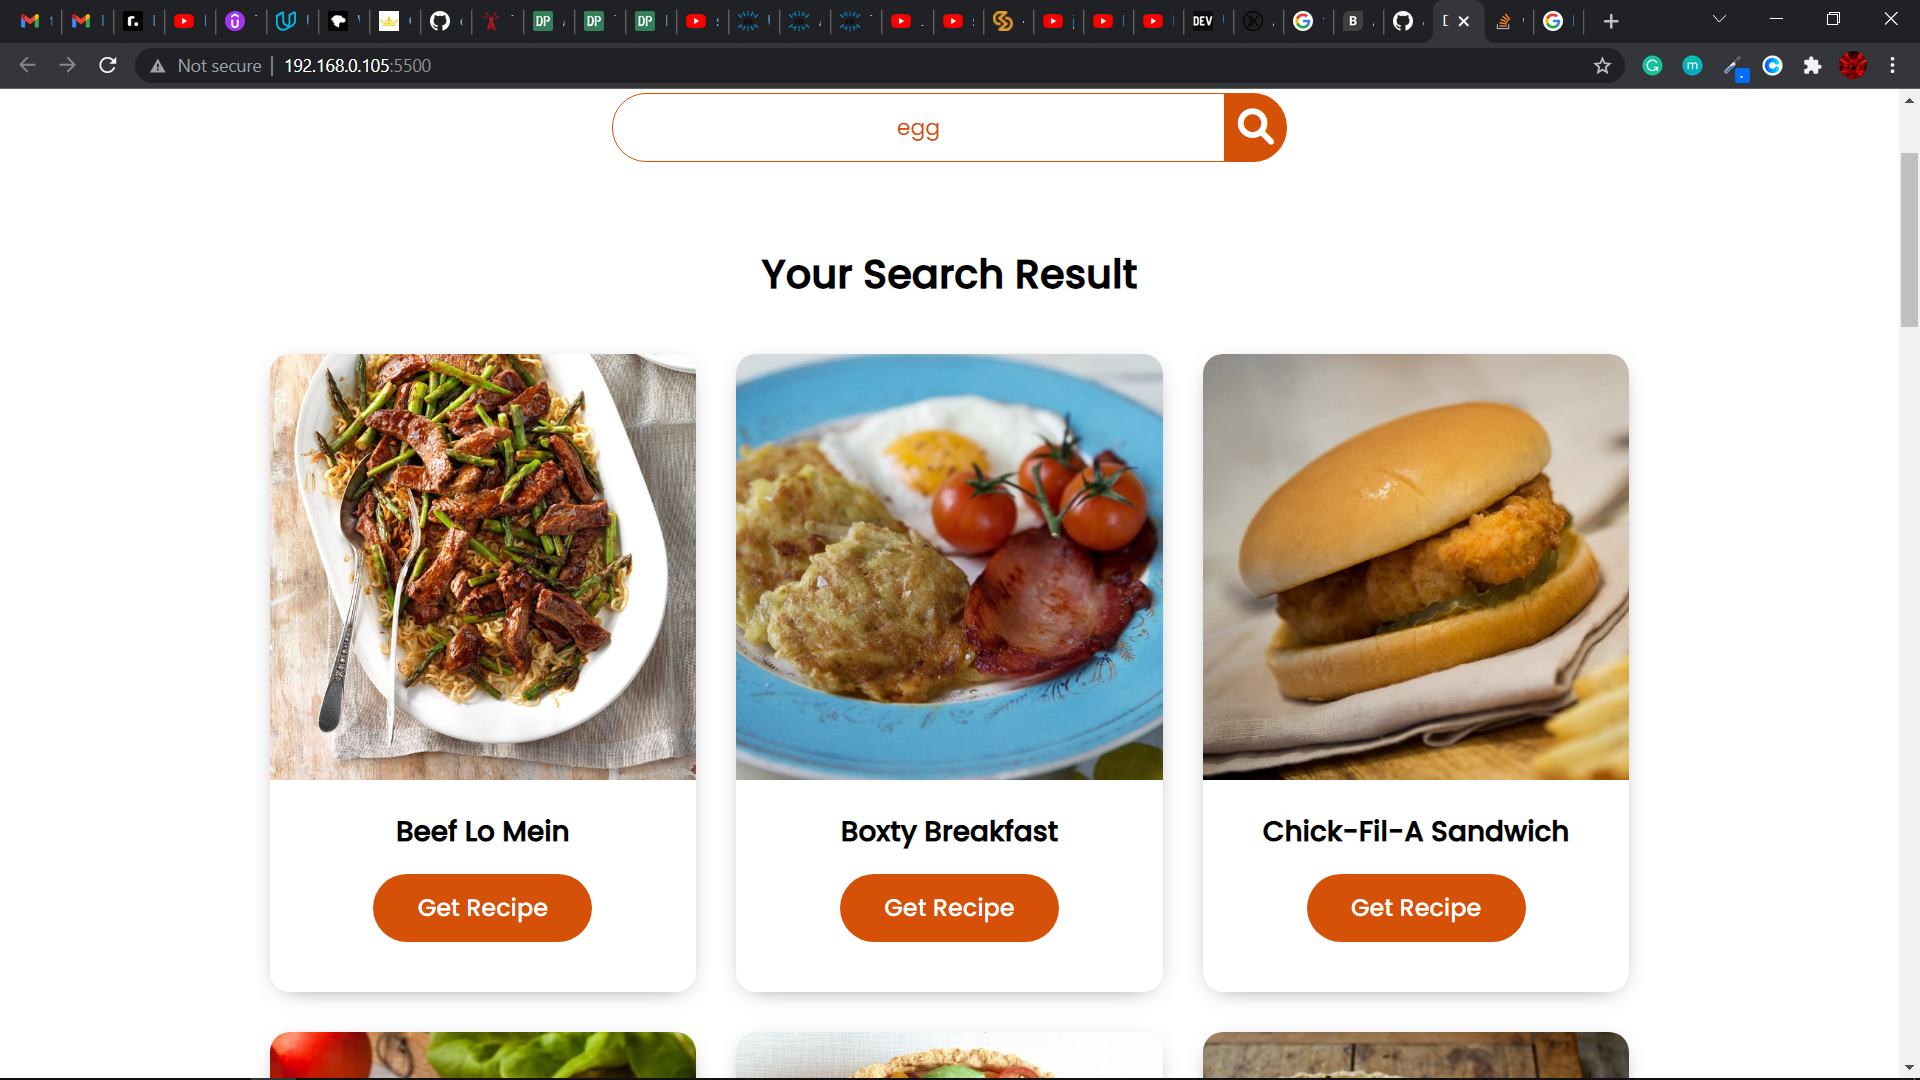 Not secure 192.168.0.105:5500
egg
Your Search Result
Beef Lo Mein
Boxty Breakfast
Chick-Fil-A Sandwich
Get Recipe
Get Recipe
Get Recipe